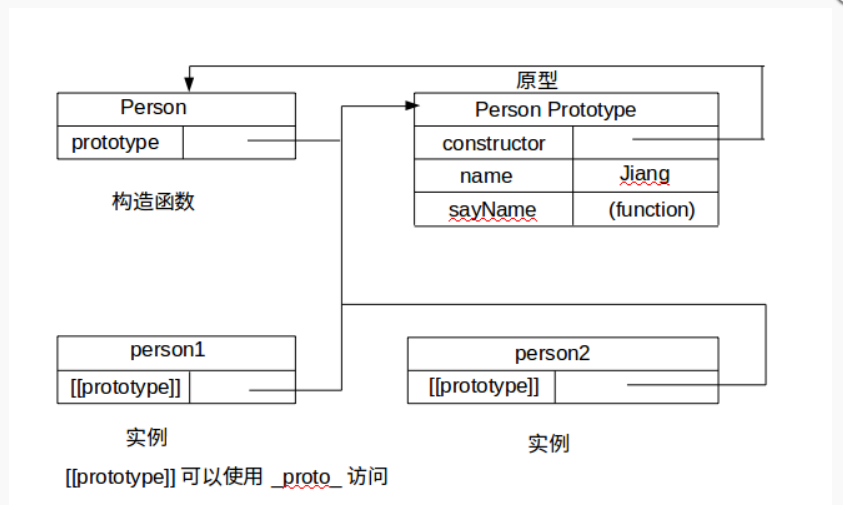 原型
Person
Person Prototype
prototype
constructor
name Jiang
sayName (function)
构造函数
person1
person2
[[prototype]]
[[prototype]]
实例
实例
[[prototype]] 可以使用 _proto_ 访问